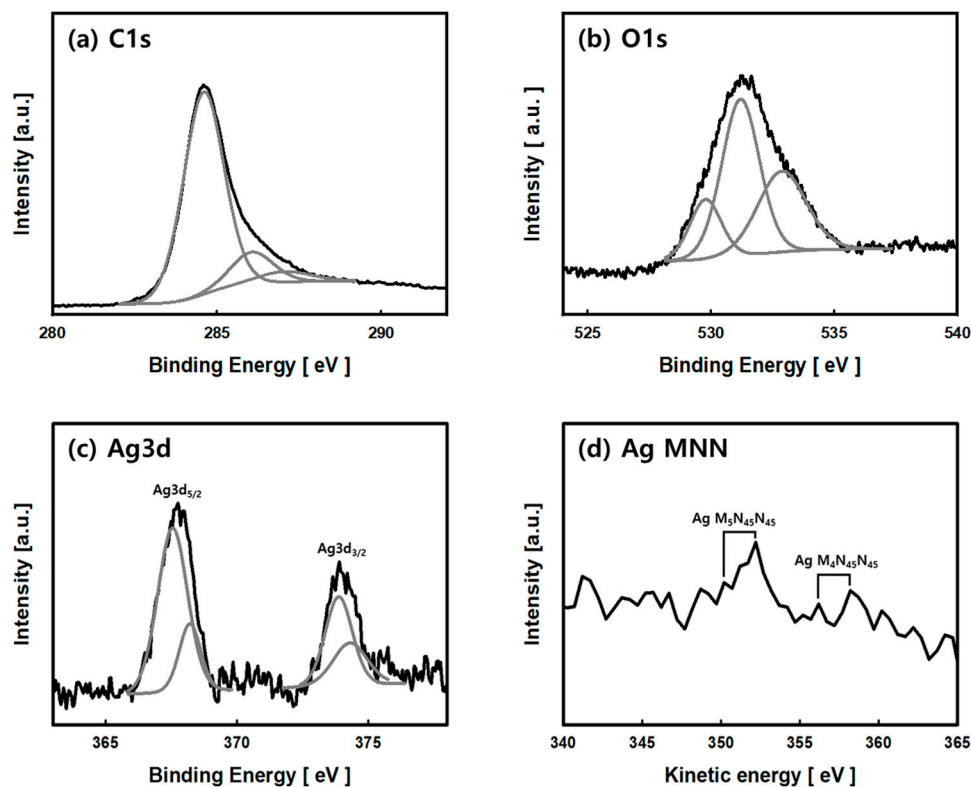 (a) C1s
Intensity [a.u.]
280 285 290
Binding Energy [ eV ]
(b) O1s
Intensity [ a.u. ]
525 530 535 540
Binding Energy [ eV ]
(c) Ag3d
Ag3d5/2
Ag3d3/2
Intensity [a.u.]
365 370 375
Binding Energy [ eV ]
(d) Ag MNN
Ag M5N45N45
Ag M4N45N45
Intensity [a.u.]
340 345 350 355 360 365
Kinetic energy [ eV ]